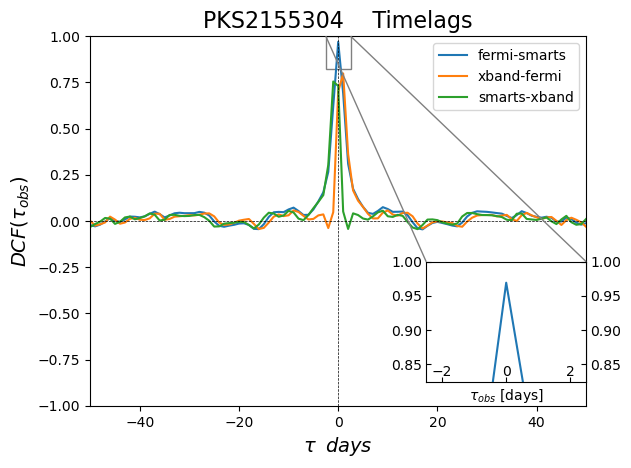 PKS2155304 Timelags
1.00
0.75
0.50
0.25
0.00
−0.25
−0.50
−0.75
−1.00
DCF(τobs)
fermi-smarts
xband-fermi
smarts-xband
1.00 1.00
0.95 0.95
0.90 0.90
0.85 0.85
−2 0 2
τobs [days]
−40 −20 0 20 40
τ days